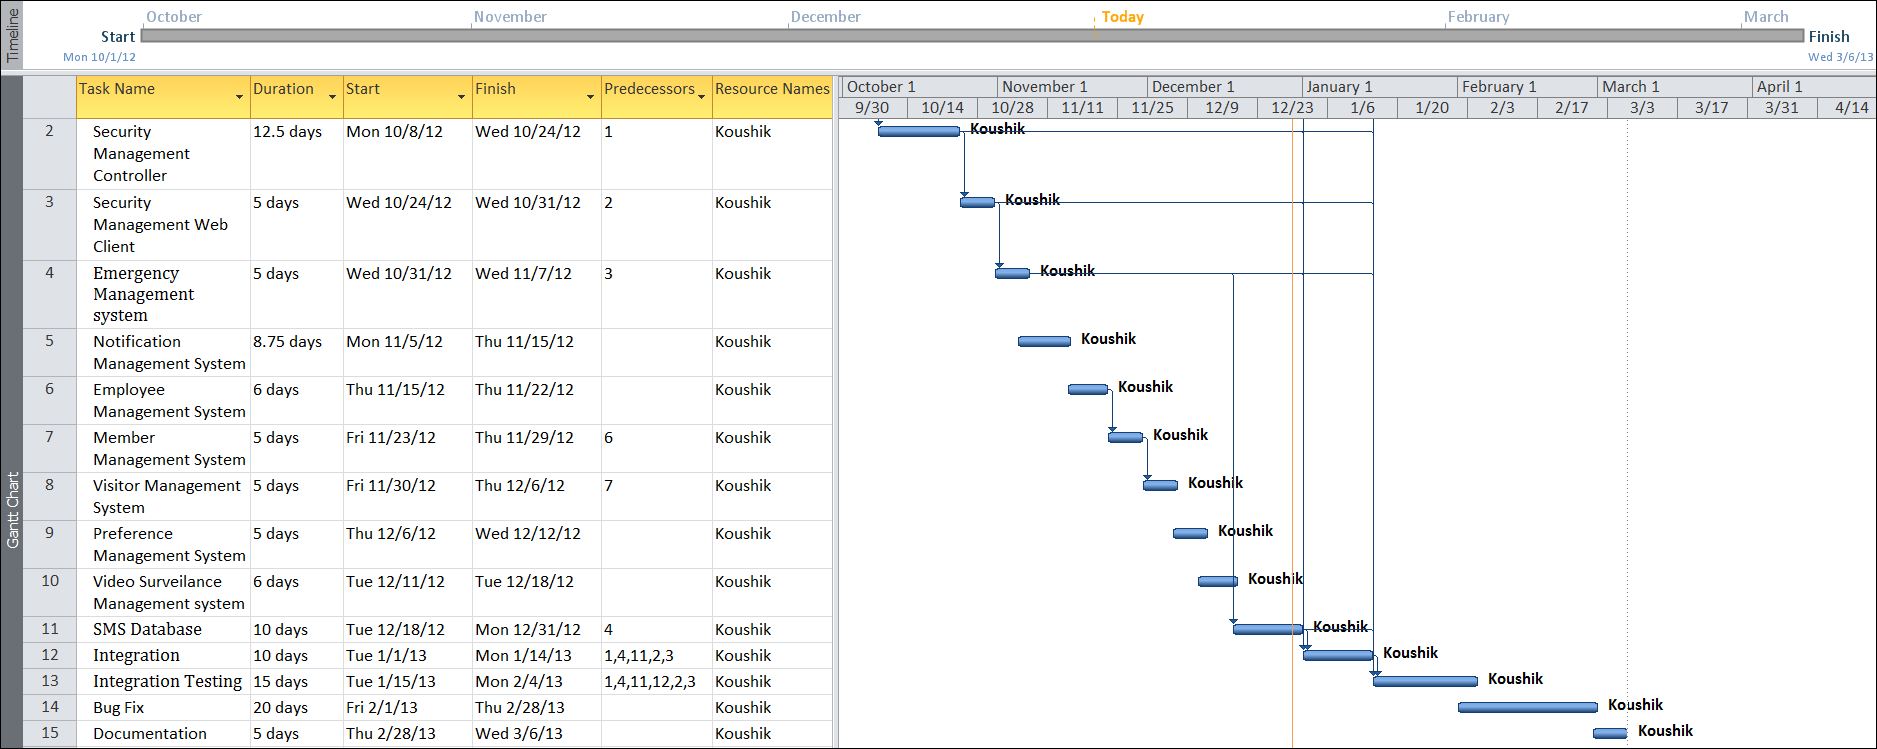 Timeline
October November December Today February March
Start Finish
Mon 10/1/12 Wed 3/6/13
Gantt Chart
Task Name Duration Start Finish Predecessors Resource Names
October 1 November 1 December 1 January 1 February 1 March 1 April 1
9/30 10/14 10/28 11/11 11/25 12/9 12/23 1/6 1/20 2/3 2/17 3/3 3/17 3/31 4/14
2 Security 12.5 days Mon 10/8/12 Wed 10/24/12 1 Koushik Koushik
Management
Controller
3 Security 5 days Wed 10/24/12 Wed 10/31/12 2 Koushik Koushik
Management Web
Client
4 Emergency 5 days Wed 10/31/12 Wed 11/7/12 3 Koushik Koushik
Management
system
5 Notification 8.75 days Mon 11/5/12 Thu 11/15/12 Koushik Koushik
Management System
6 Employee 6 days Thu 11/15/12 Thu 11/22/12 Koushik Koushik
Management System
7 Member 5 days Fri 11/23/12 Thu 11/29/12 6 Koushik Koushik
Management System
8 Visitor Management 5 days Fri 11/30/12 Thu 12/6/12 7 Koushik Koushik
System
9 Preference 5 days Thu 12/6/12 Wed 12/12/12 Koushik Koushik
Management System
10 Video Surveilance 6 days Tue 12/11/12 Tue 12/18/12 Koushik Koushik
Management system
11 SMS Database 10 days Tue 12/18/12 Mon 12/31/12 4 Koushik Koushik
12 Integration 10 days Tue 1/1/13 Mon 1/14/13 1,4,11,2,3 Koushik Koushik
13 Integration Testing 15 days Tue 1/15/13 Mon 2/4/13 1,4,11,12,2,3 Koushik Koushik
14 Bug Fix 20 days Fri 2/1/13 Thu 2/28/13 Koushik Koushik
15 Documentation 5 days Thu 2/28/13 Wed 3/6/13 Koushik Koushik